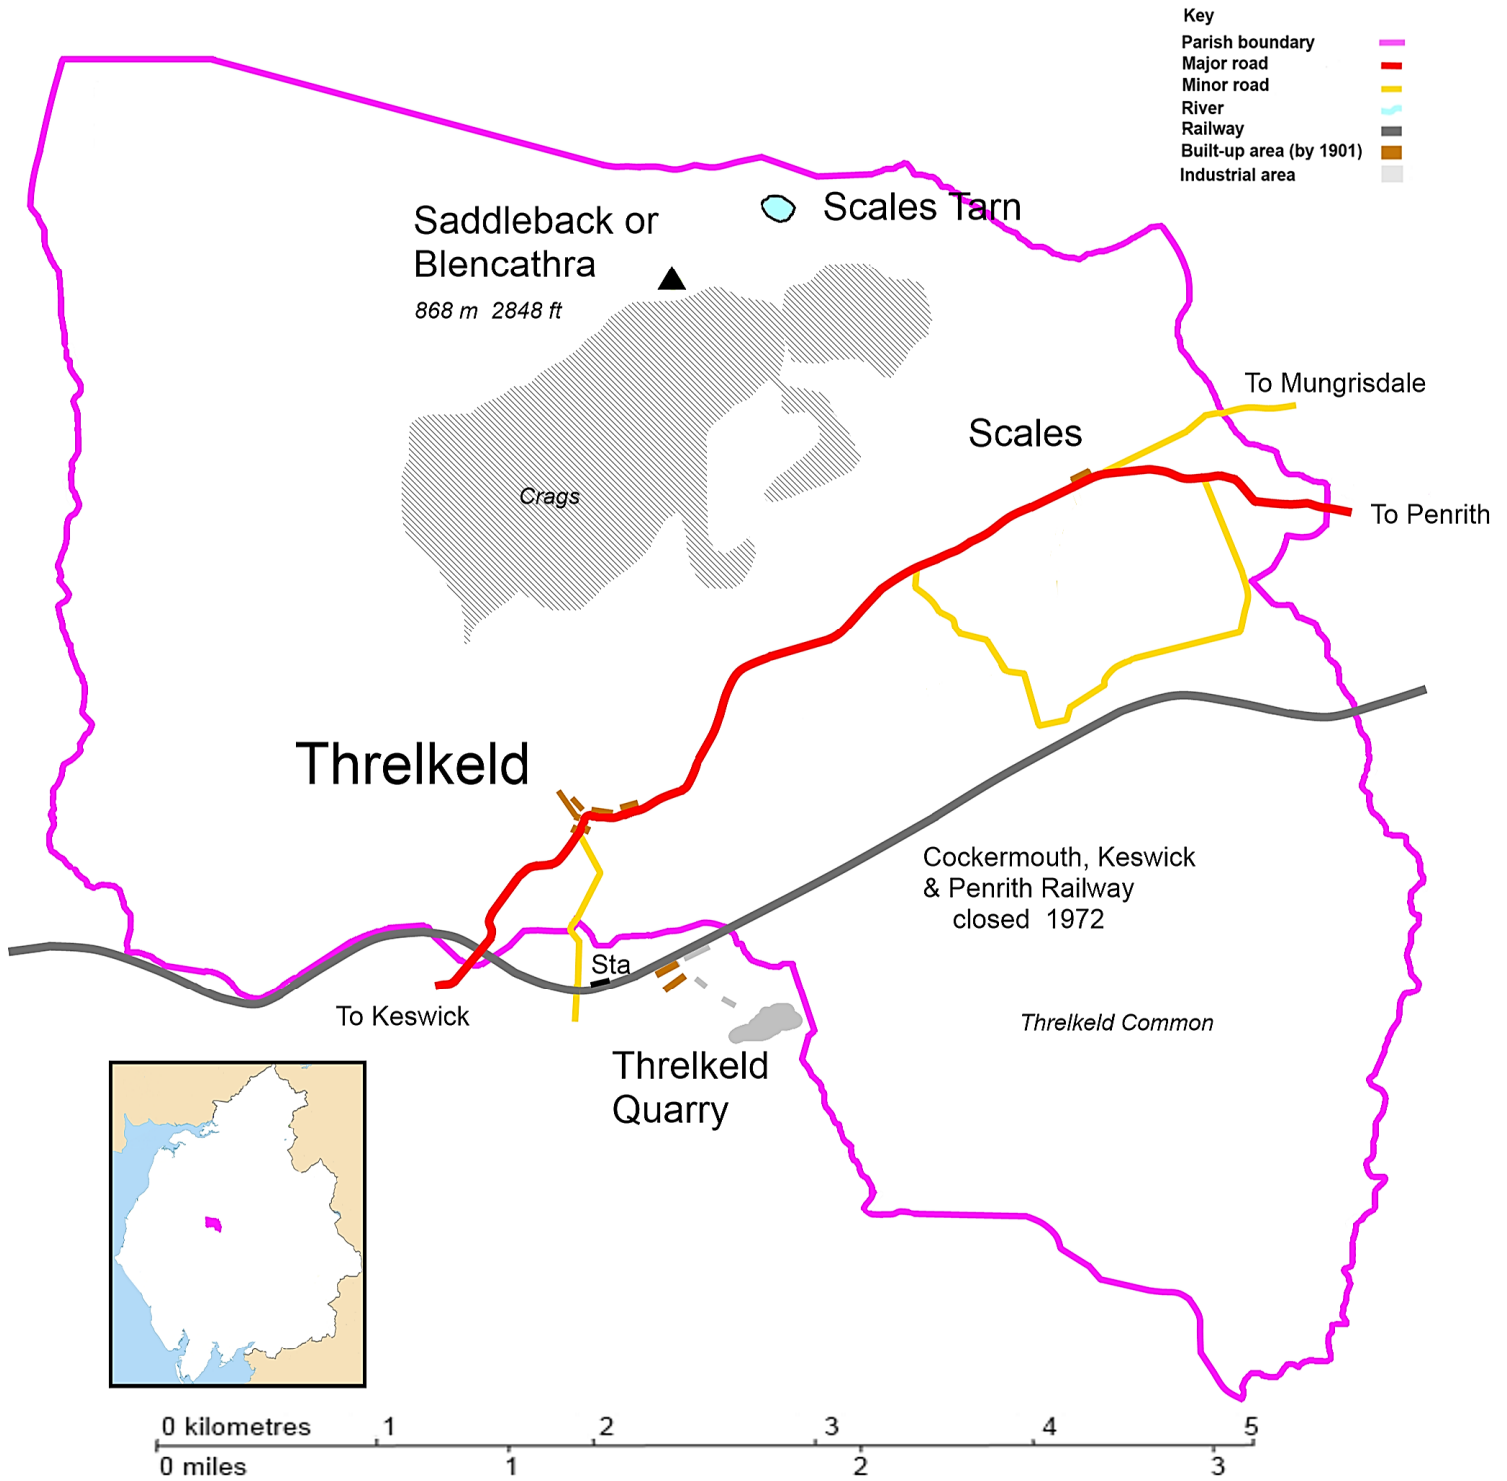 Key
Parish boundary
Major road
Minor road
River
Railway
Built-up area (by 1901)
Industrial area
Scales Tarn
Saddleback or
Blencathra
868 m 2848 ft
To Mungrisdale
Scales
Crags
To Penrith
Threlkeld
Cockermouth, Keswick
& Penrith Railway
closed 1972
Sta
To Keswick
Threlkeld Common
Threlkeld
Quarry
0 kilometres 1 2 3 4 5
0 miles 1 2 3